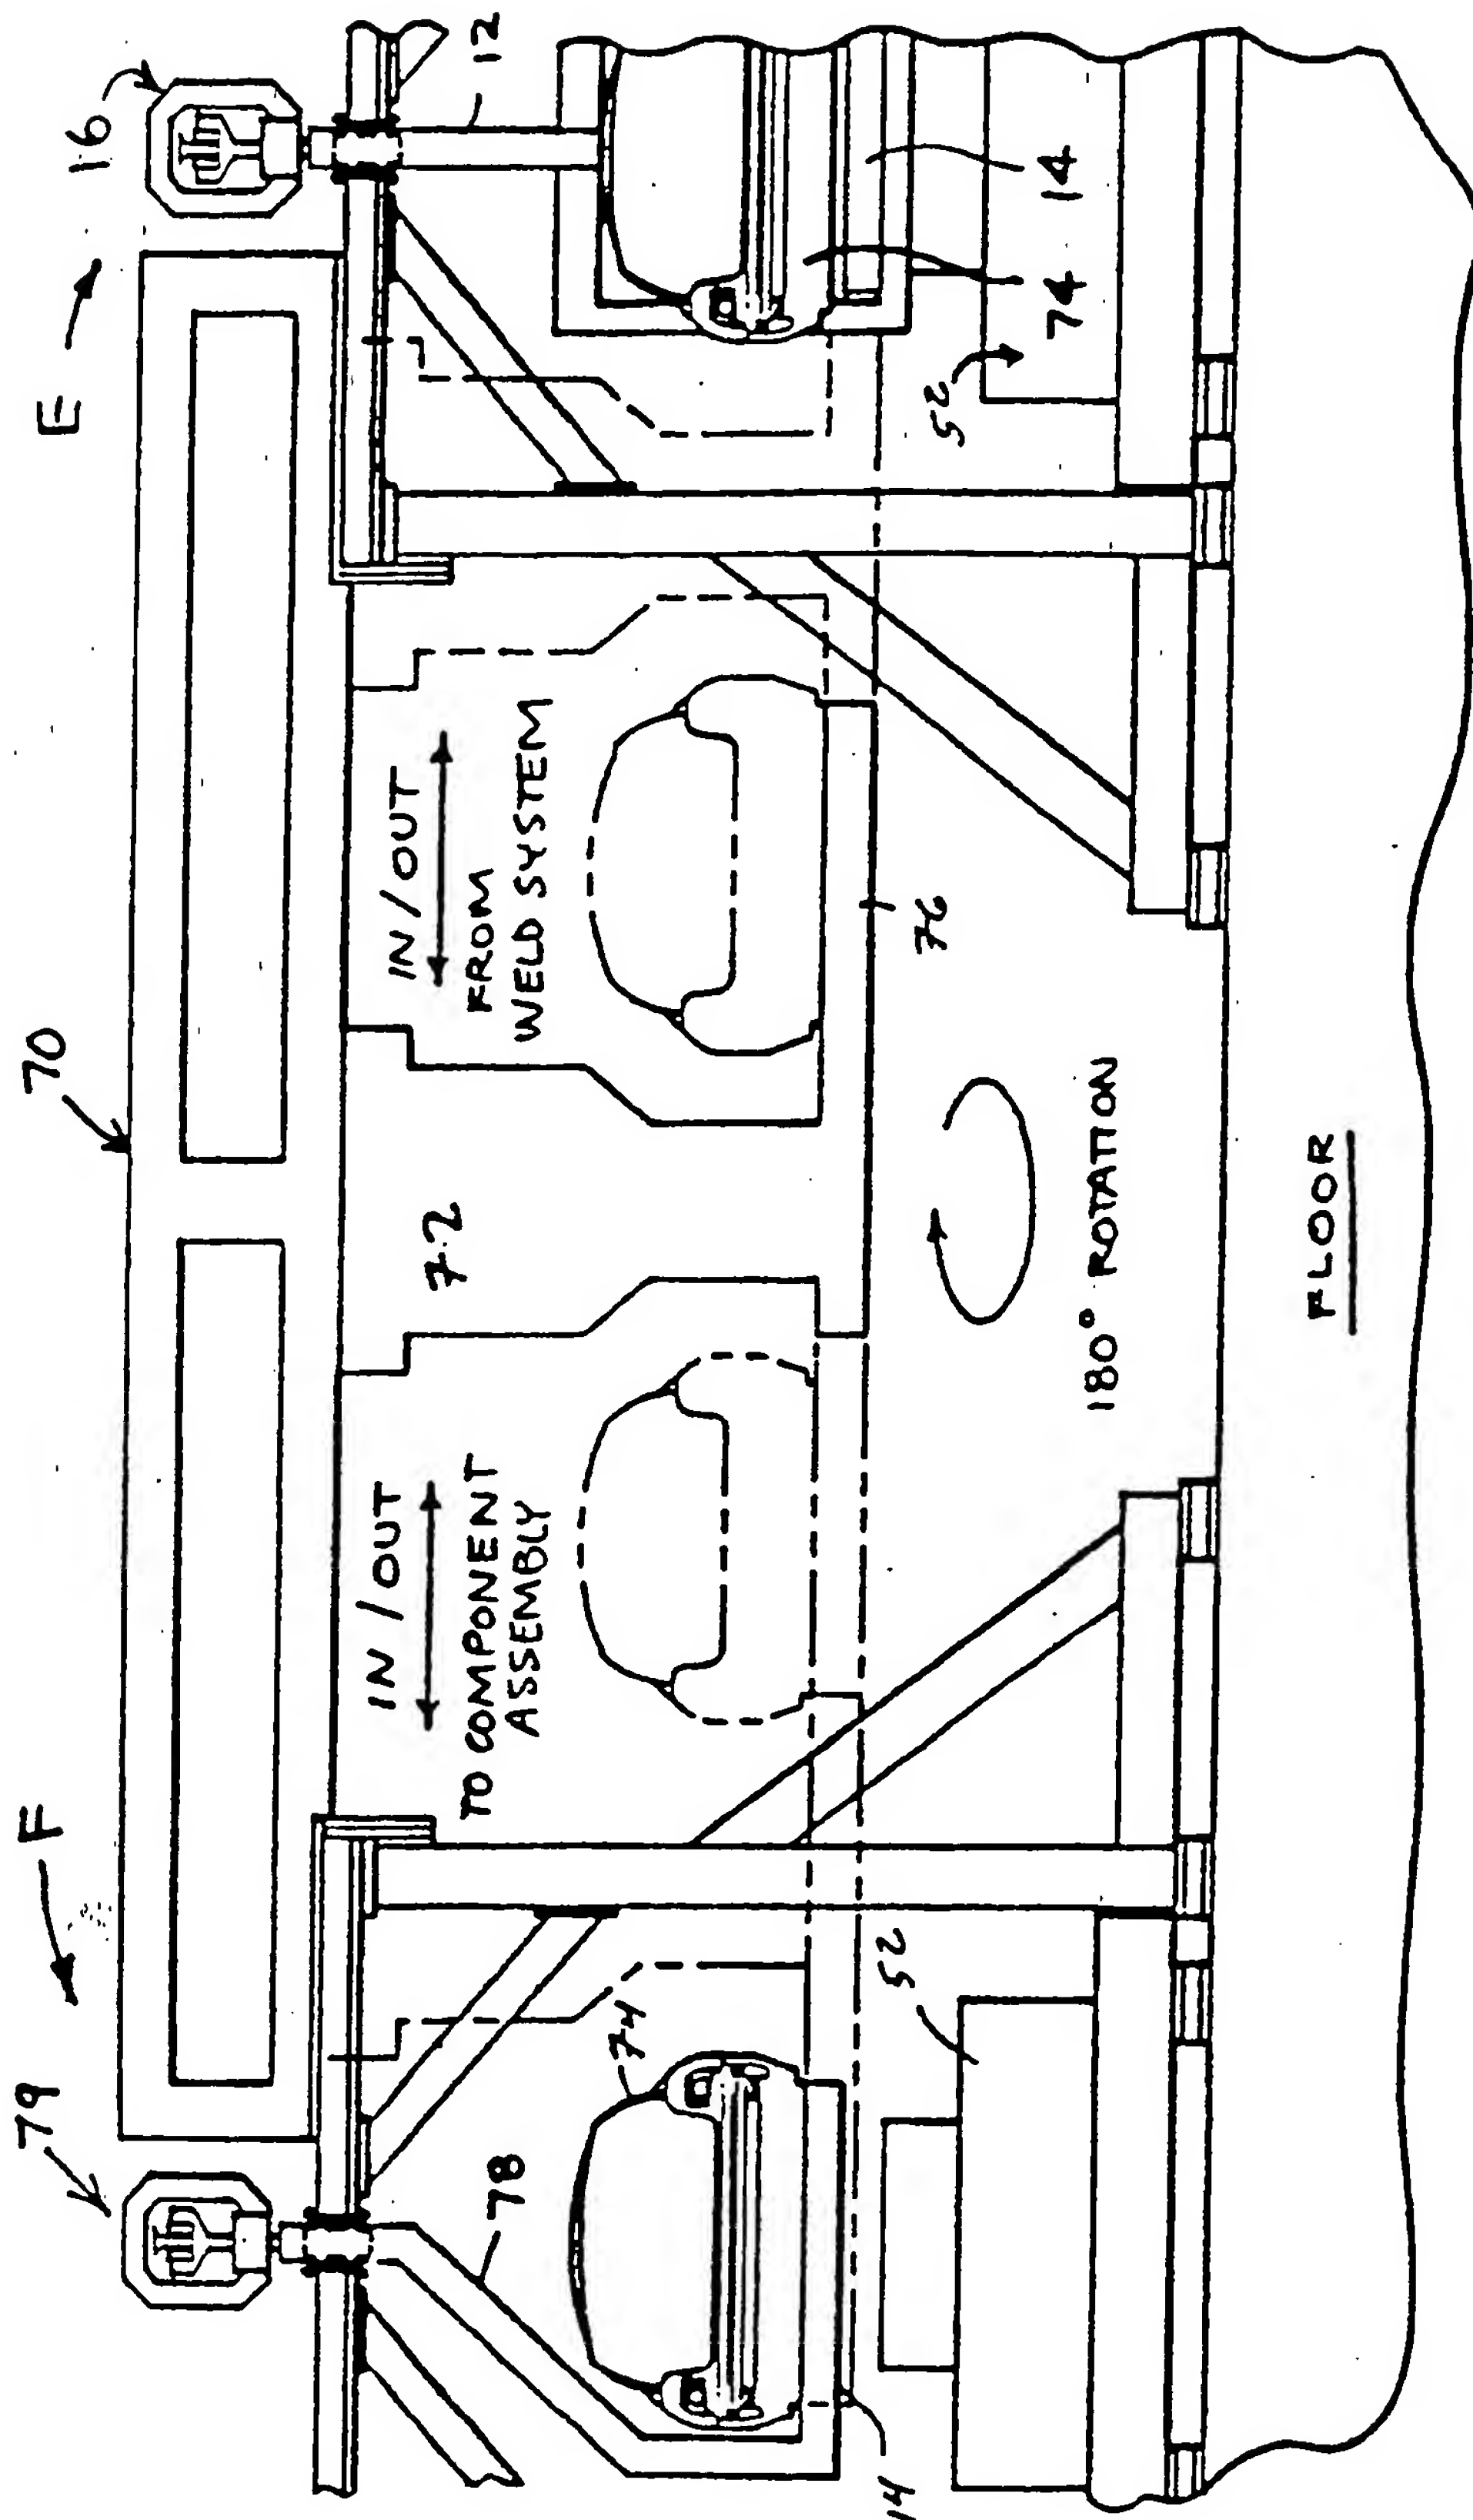 79
F
70
E
16
IN / OUT
TO COMPONENT
ASSEMBLY
72
IN / OUT
FROM
WELD SYSTEM
12
78
74
14
52
76
52
74
14
180° ROTATION
FLOOR